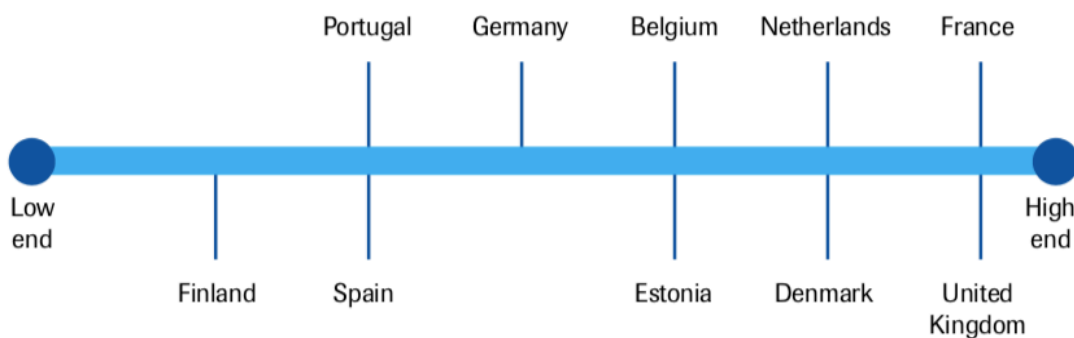 Portugal
Germany
Belgium
Netherlands
France
Low
end
High
end
Finland
Spain
Estonia
Denmark
United
Kingdom